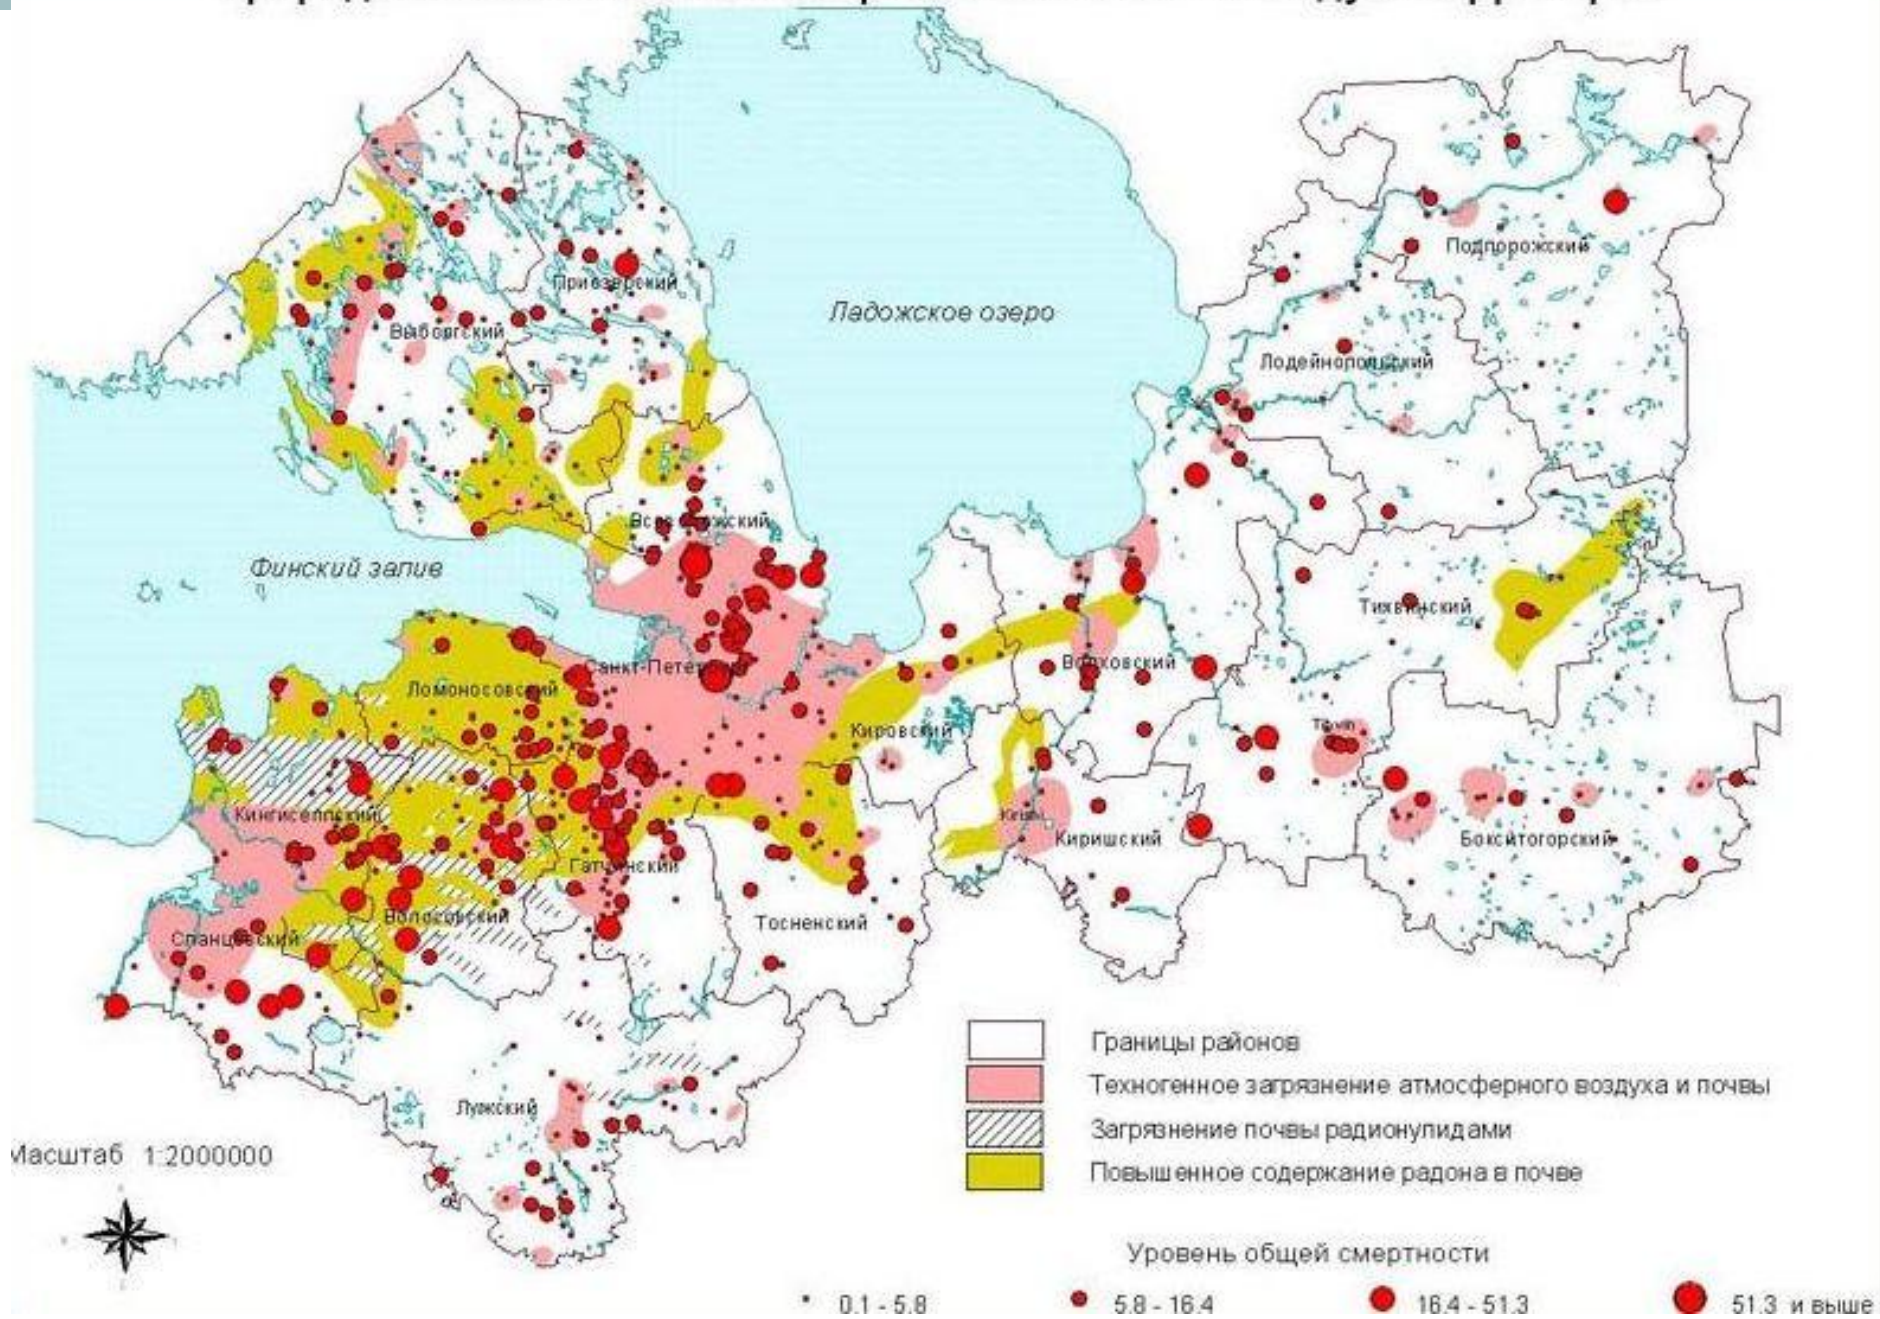 Приозерский
Подпорожский
Ладожское озеро
Выборгский
Лодейнопольский
Всеволожский
Финский залив
Тихвинский
Санкт-Петербург
Волховский
Ломоносовский
Кировский
Тихвин
Кингисеппский
Кириши
Киришский
Бокситогорский
Гатчинский
Волосовский
Тосненский
Сланцевский
Границы районов
Техногенное загрязнение атмосферного воздуха и почвы
Лужский
Загрязнение почвы радионулидами
Масштаб 1:2000000
Повышенное содержание радона в почве
Уровень общей смертности
0.1 - 5.8
5.8 - 16.4
16.4 - 51.3
51.3 и выше